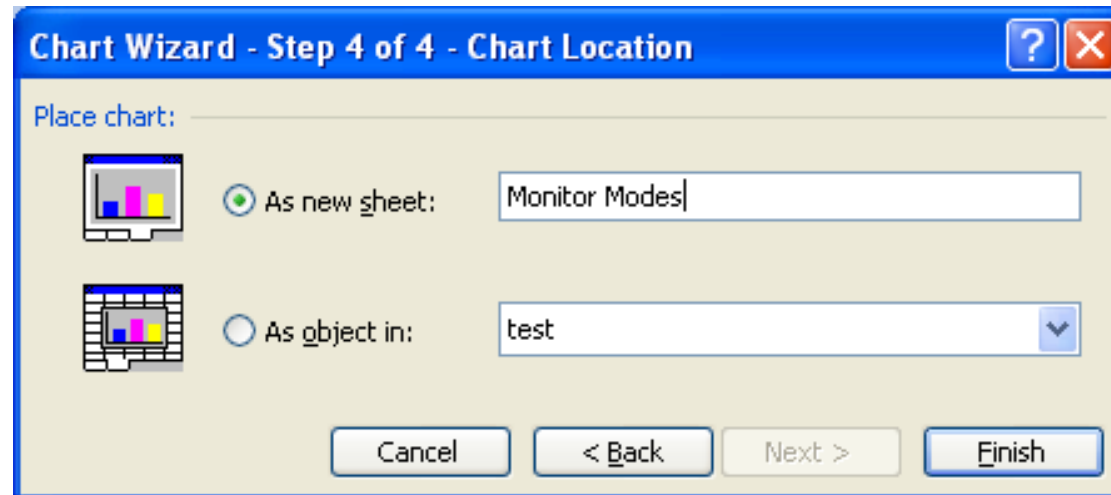 Chart Wizard - Step 4 of 4 - Chart Location
Place chart:
As new sheet: Monitor Modes
As object in: test
Cancel < Back Next > Finish